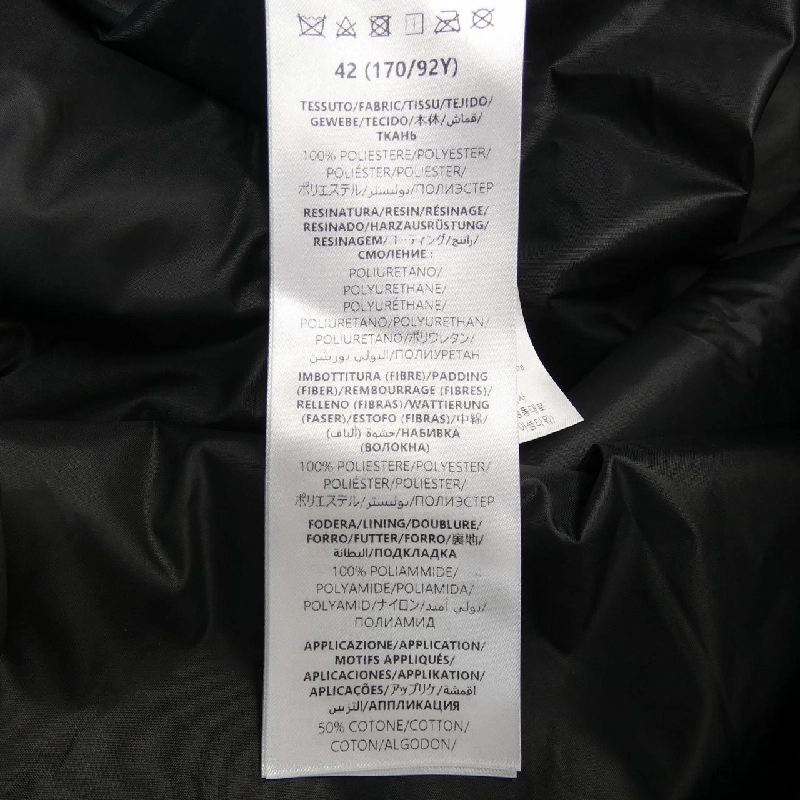 42 (170/92Y)
TESSUTO/FABRIC/TISSU/TEJIDO/
GEWEBE/TECIDO/本体/قماش/
ТКАНЬ
100% POLIESTERE/POLYESTER/
POLIÉSTER/POLIESTER/
ポリエステル/بوليستر/ПОЛИЭСТЕР
RESINATURA/RESIN/RÉSINAGE/
RESINADO/HARZAUSRÜSTUNG/
RESINAGEM/コーティング/راتنج/
СМОЛЕНИЕ:
POLIURETANO/
POLYURETHANE/
POLYURÉTHANE/
POLIURETANO/POLYURETHAN/
POLIURETANO/ポリウレタン/
البولي يوريثان/ПОЛИУРЕТАН
IMBOTTITURA (FIBRE)/PADDING
(FIBER)/REMBOURRAGE (FIBRES)/
RELLENO (FIBRAS)/WATTIERUNG
(FASER)/ESTOFO (FIBRAS)/中綿/
حشوة (ألياف)/НАБИВКА
(ВОЛОКНА)
100% POLIESTERE/POLYESTER/
POLIÉSTER/POLIESTER/
ポリエステル/بوليستر/ПОЛИЭСТЕР
FODERA/LINING/DOUBLURE/
FORRO/FUTTER/FORRO/裏地/
البطانة/ПОДКЛАДКА
100% POLIAMMIDE/
POLYAMIDE/POLIAMIDA/
POLYAMID/ナイロン/بولي أميد/
ПОЛИАМИД
APPLICAZIONE/APPLICATION/
MOTIFS APPLIQUÉS/
APLICACIONES/APPLIKATION/
APLICAÇÕES/アップリケ/أقمشة
التزيين/АППЛИКАЦИЯ
50% COTONE/COTTON/
COTON/ALGODON/